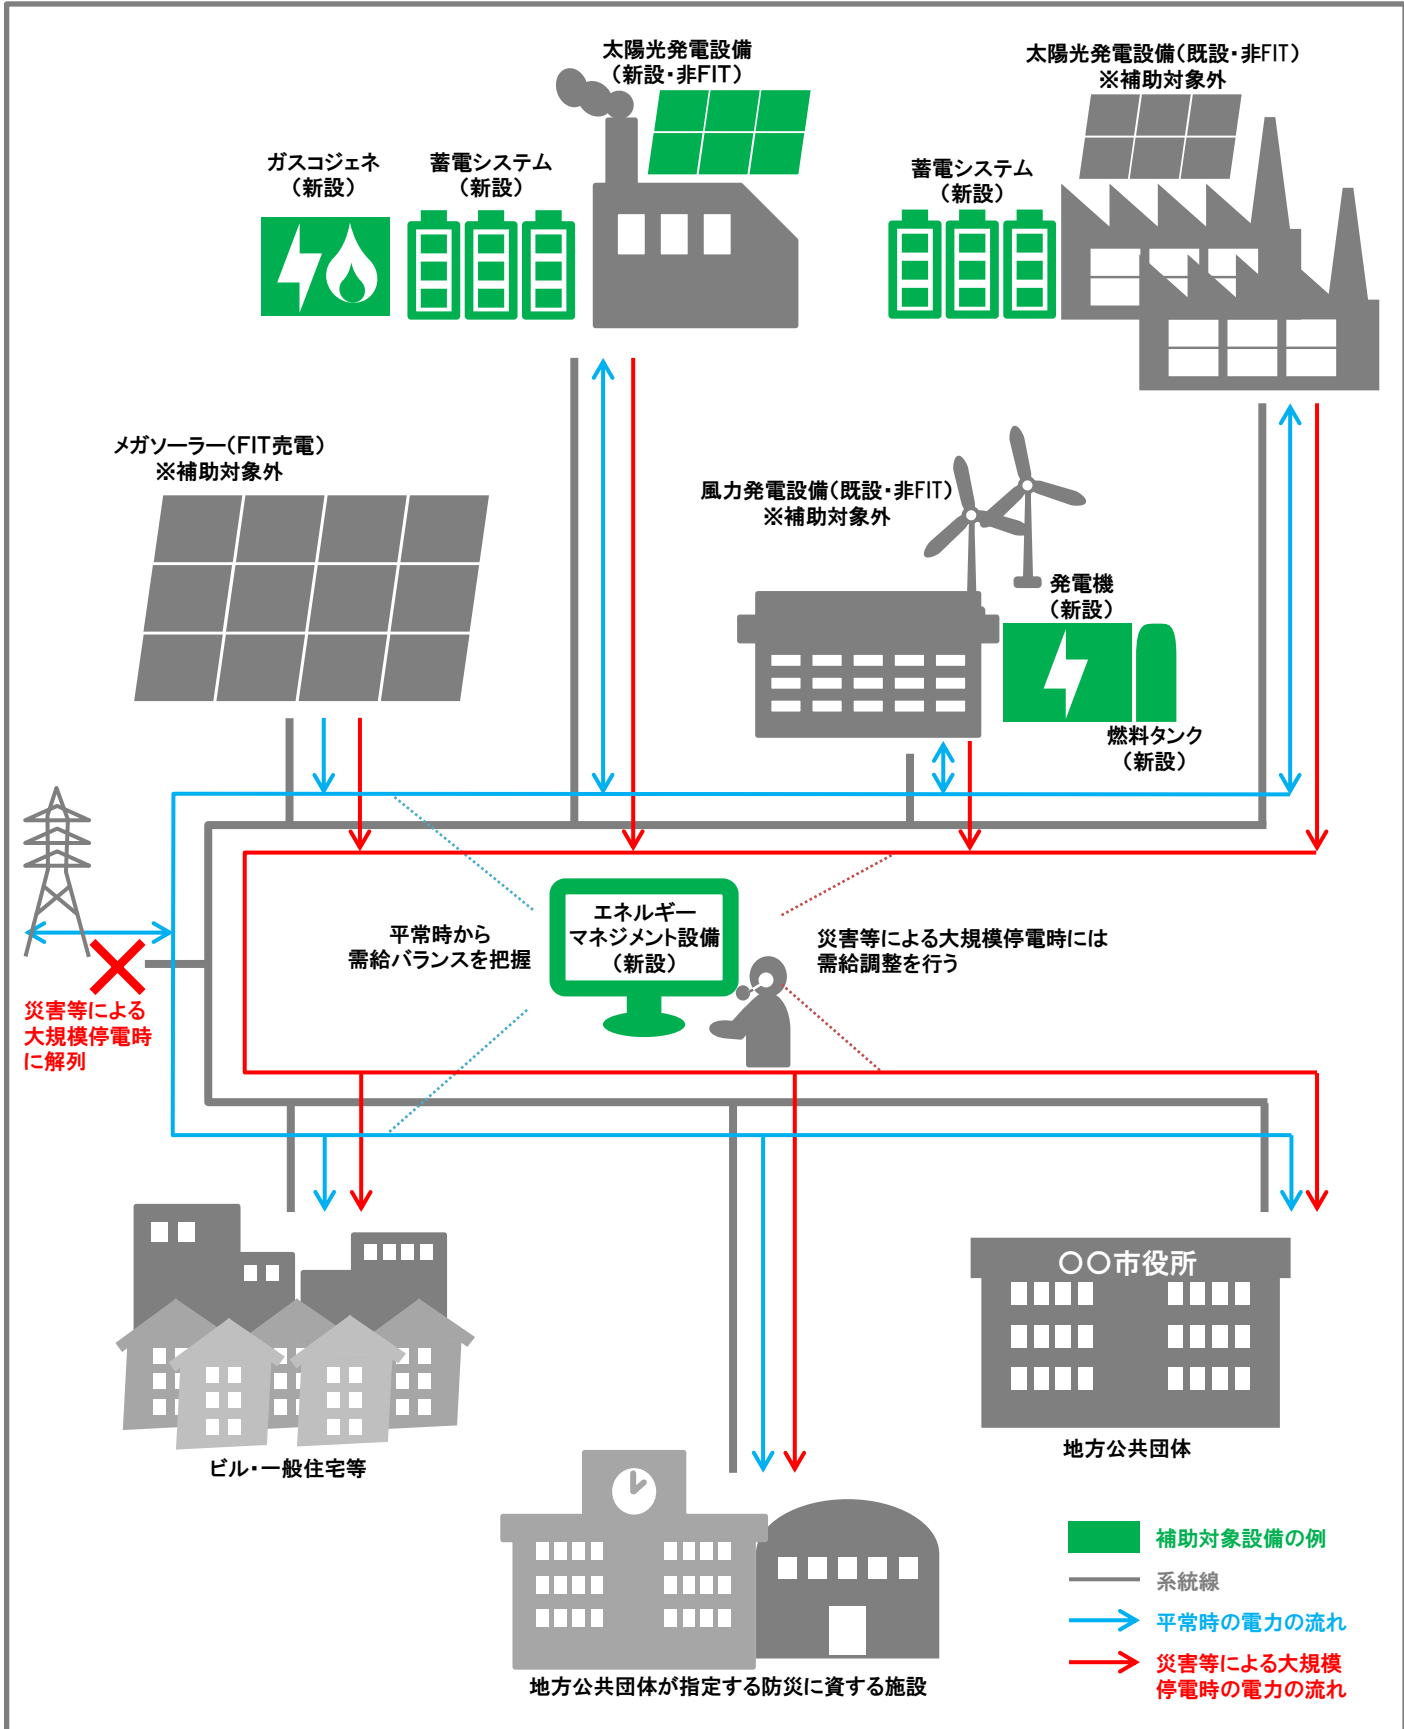 太陽光発電設備
（新設・非FIT）
太陽光発電設備（既設・非FIT）
※補助対象外
ガスコジェネ
（新設）
蓄電システム
（新設）
蓄電システム
（新設）
メガソーラー（FIT売電）
※補助対象外
風力発電設備（既設・非FIT）
※補助対象外
発電機
（新設）
燃料タンク
（新設）
平常時から
需給バランスを把握
エネルギー
マネジメント設備
（新設）
災害等による大規模停電時には
需給調整を行う
災害等による
大規模停電時
に解列
○○市役所
ビル・一般住宅等
地方公共団体
地方公共団体が指定する防災に資する施設
補助対象設備の例
系統線
平常時の電力の流れ
災害等による大規模
停電時の電力の流れ